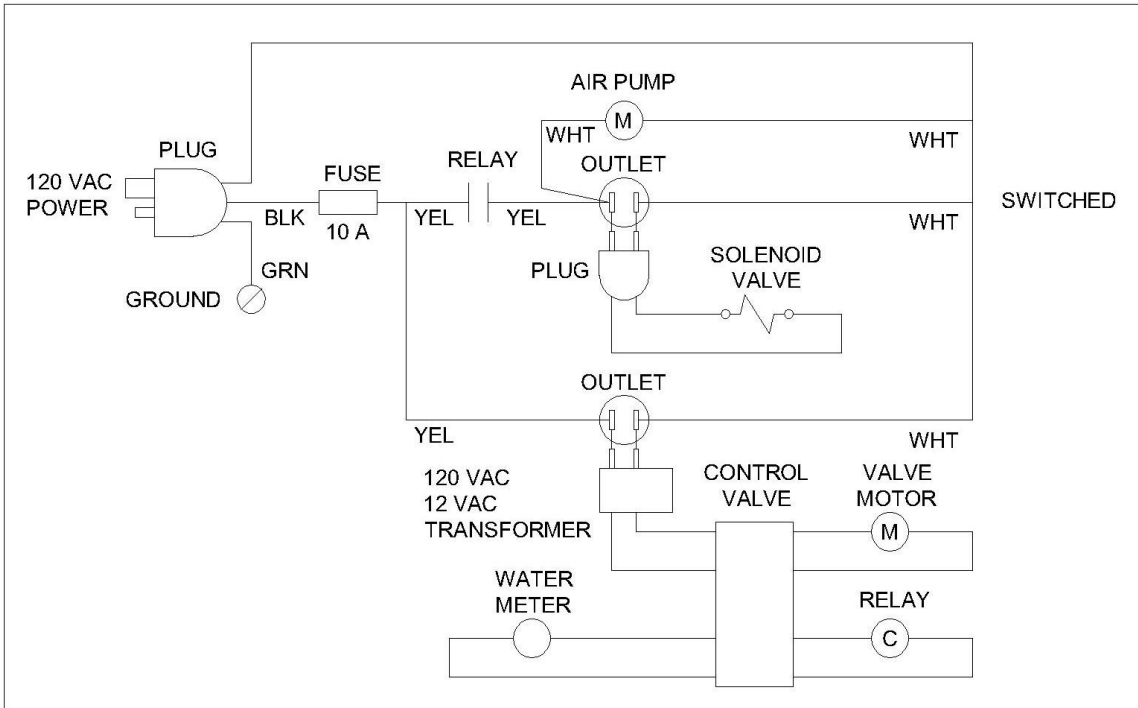 AIR PUMP
M
WHT
WHT
PLUG
RELAY
OUTLET
FUSE
120 VAC
POWER
BLK
10 A
YEL
YEL
WHT
SWITCHED
GRN
GROUND
PLUG
SOLENOID
VALVE
OUTLET
YEL
WHT
120 VAC
12 VAC
TRANSFORMER
CONTROL
VALVE
VALVE
MOTOR
M
WATER
METER
RELAY
C